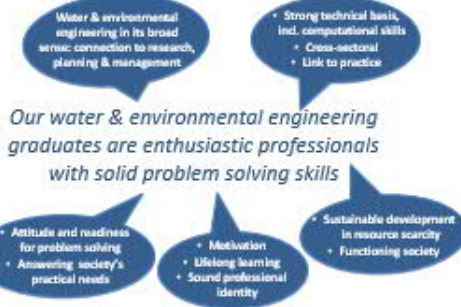 Water & environmental
engineering in its broad
sense: connection to research,
planning & management
• Strong technical basis,
incl. computational skills
• Cross-sectoral
• Link to practice
Our water & environmental engineering
graduates are enthusiastic professionals
with solid problem solving skills
• Attitude and readiness
for problem solving
• Answering society's
practical needs
• Motivation
• Lifelong learning
• Sound professional
identity
• Sustainable development
in resource scarcity
• Functioning society